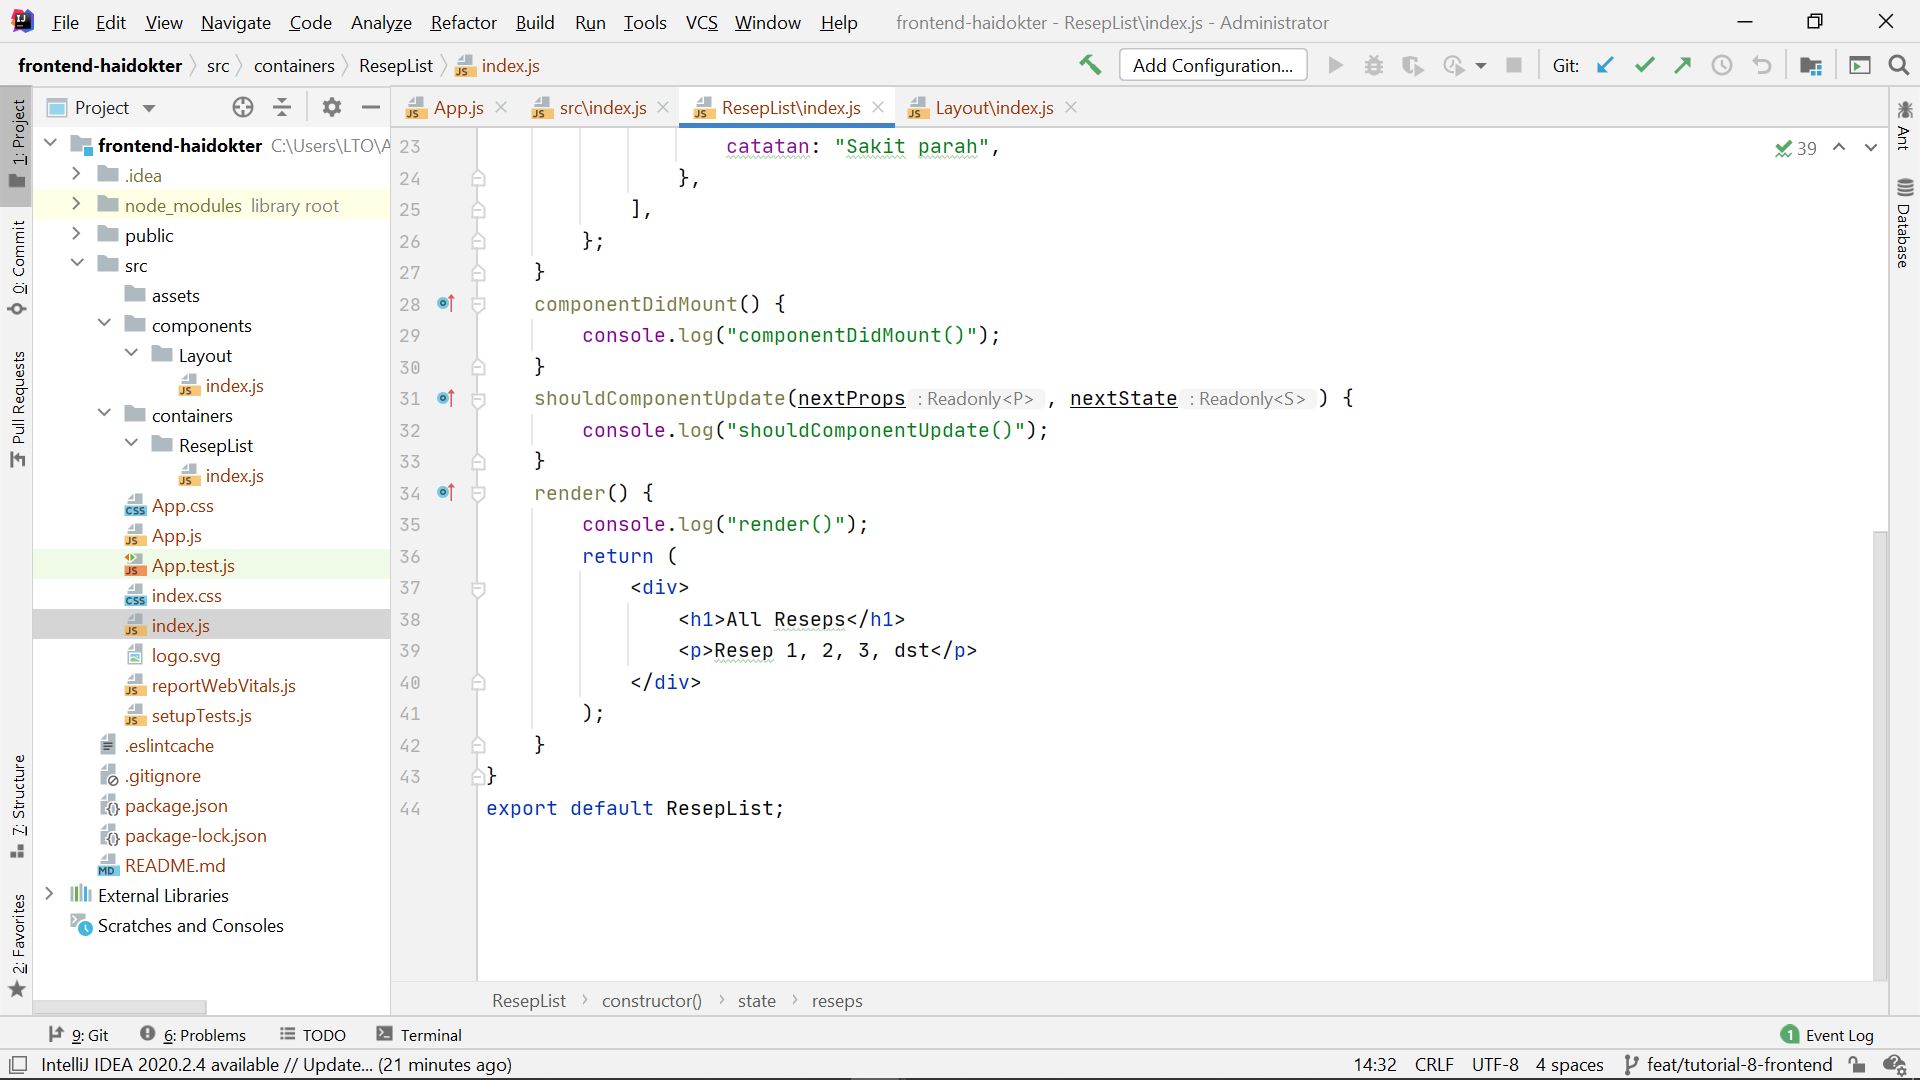 File Edit View Navigate Code Analyze Refactor Build Run Tools VCS Window Help frontend-haidokter - ResepList\index.js - Administrator
frontend-haidokter src containers ResepList index.js Add Configuration... Git:
Project App.js src\index.js ResepList\index.js Layout\index.js
1: Project
0: Commit
Pull Requests
7: Structure
2: Favorites
frontend-haidokter C:\Users\LTO\A
.idea
node_modules library root
public
src
assets
components
Layout
index.js
containers
ResepList
index.js
App.css
App.js
App.test.js
index.css
index.js
logo.svg
reportWebVitals.js
setupTests.js
.eslintcache
.gitignore
package.json
package-lock.json
README.md
External Libraries
Scratches and Consoles
23 catatan: "Sakit parah",
24 },
25 ],
26 };
27 }
28 componentDidMount() {
29 console.log("componentDidMount()");
30 }
31 shouldComponentUpdate(nextProps : Readonly<P> , nextState : Readonly<S> ) {
32 console.log("shouldComponentUpdate()");
33 }
34 render() {
35 console.log("render()");
36 return (
37 <div>
38 <h1>All Reseps</h1>
39 <p>Resep 1, 2, 3, dst</p>
40 </div>
41 );
42 }
43 }
44 export default ResepList;
39
Ant
Database
ResepList constructor() state reseps
9: Git 6: Problems TODO Terminal 1 Event Log
IntelliJ IDEA 2020.2.4 available // Update... (21 minutes ago) 14:32 CRLF UTF-8 4 spaces feat/tutorial-8-frontend